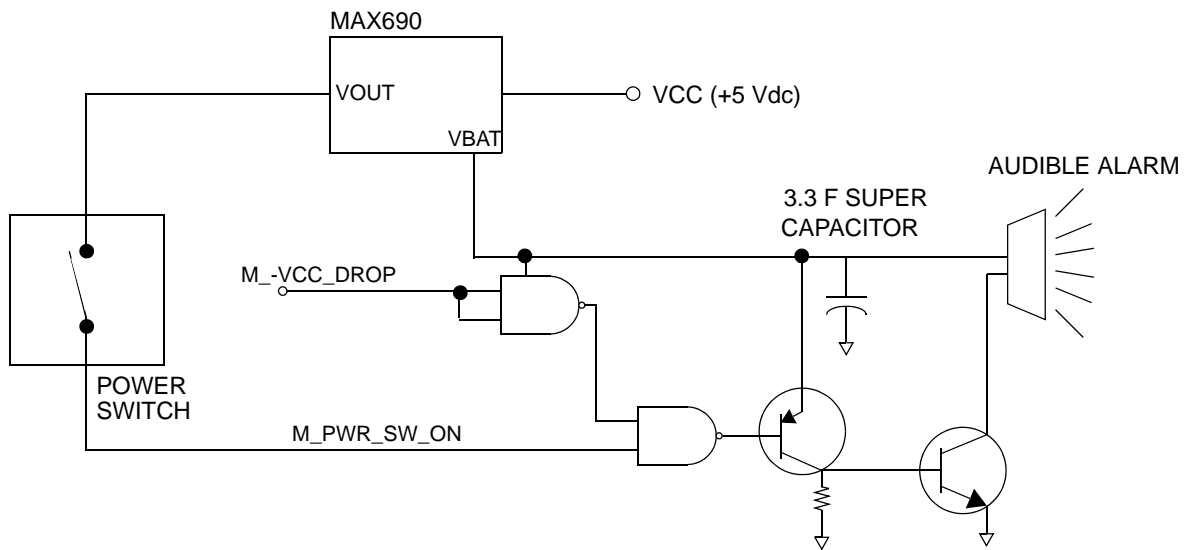 MAX690
VOUT
VCC (+5 Vdc)
VBAT
AUDIBLE ALARM
3.3 F SUPER
CAPACITOR
M_-VCC_DROP
POWER
SWITCH
M_PWR_SW_ON